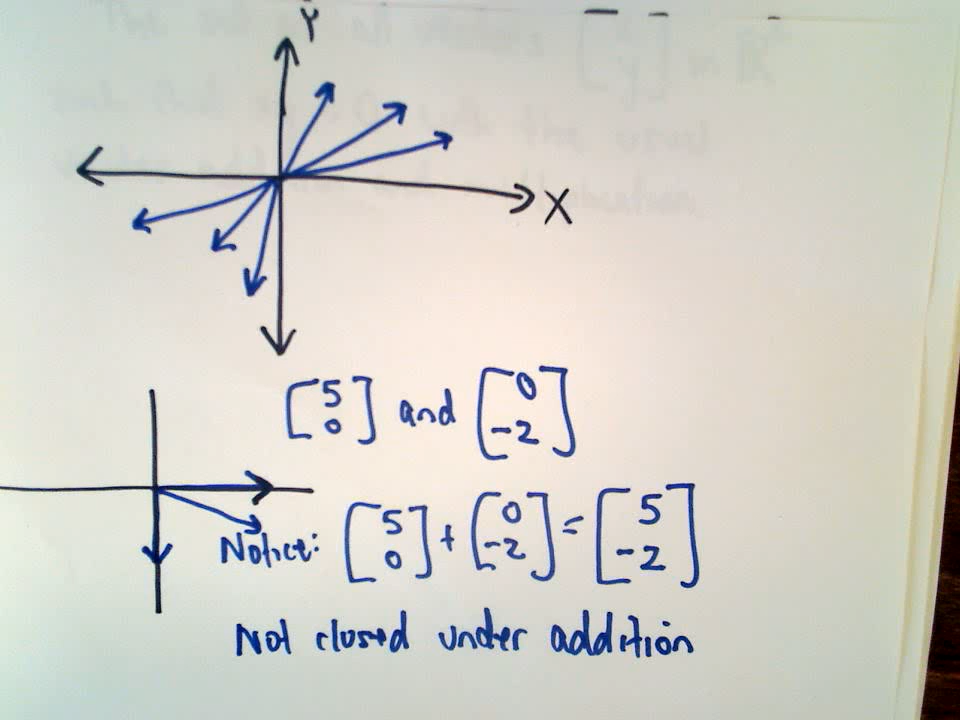 Y
X
[5 0] and [0 -2]
Notice: [5 0] + [0 -2] = [5 -2]
Not closed under addition